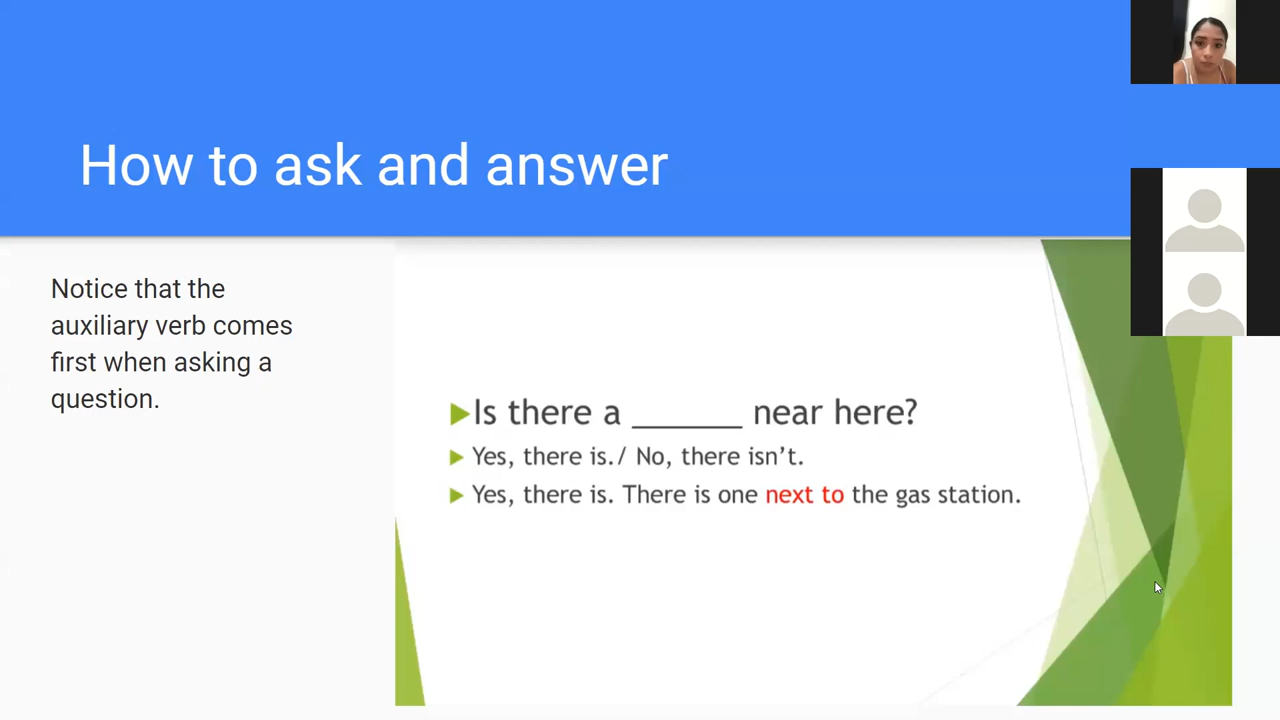 How to ask and answer
Notice that the
auxiliary verb comes
first when asking a
question.
Is there a ______ near here?
Yes, there is./ No, there isn't.
Yes, there is. There is one next to the gas station.